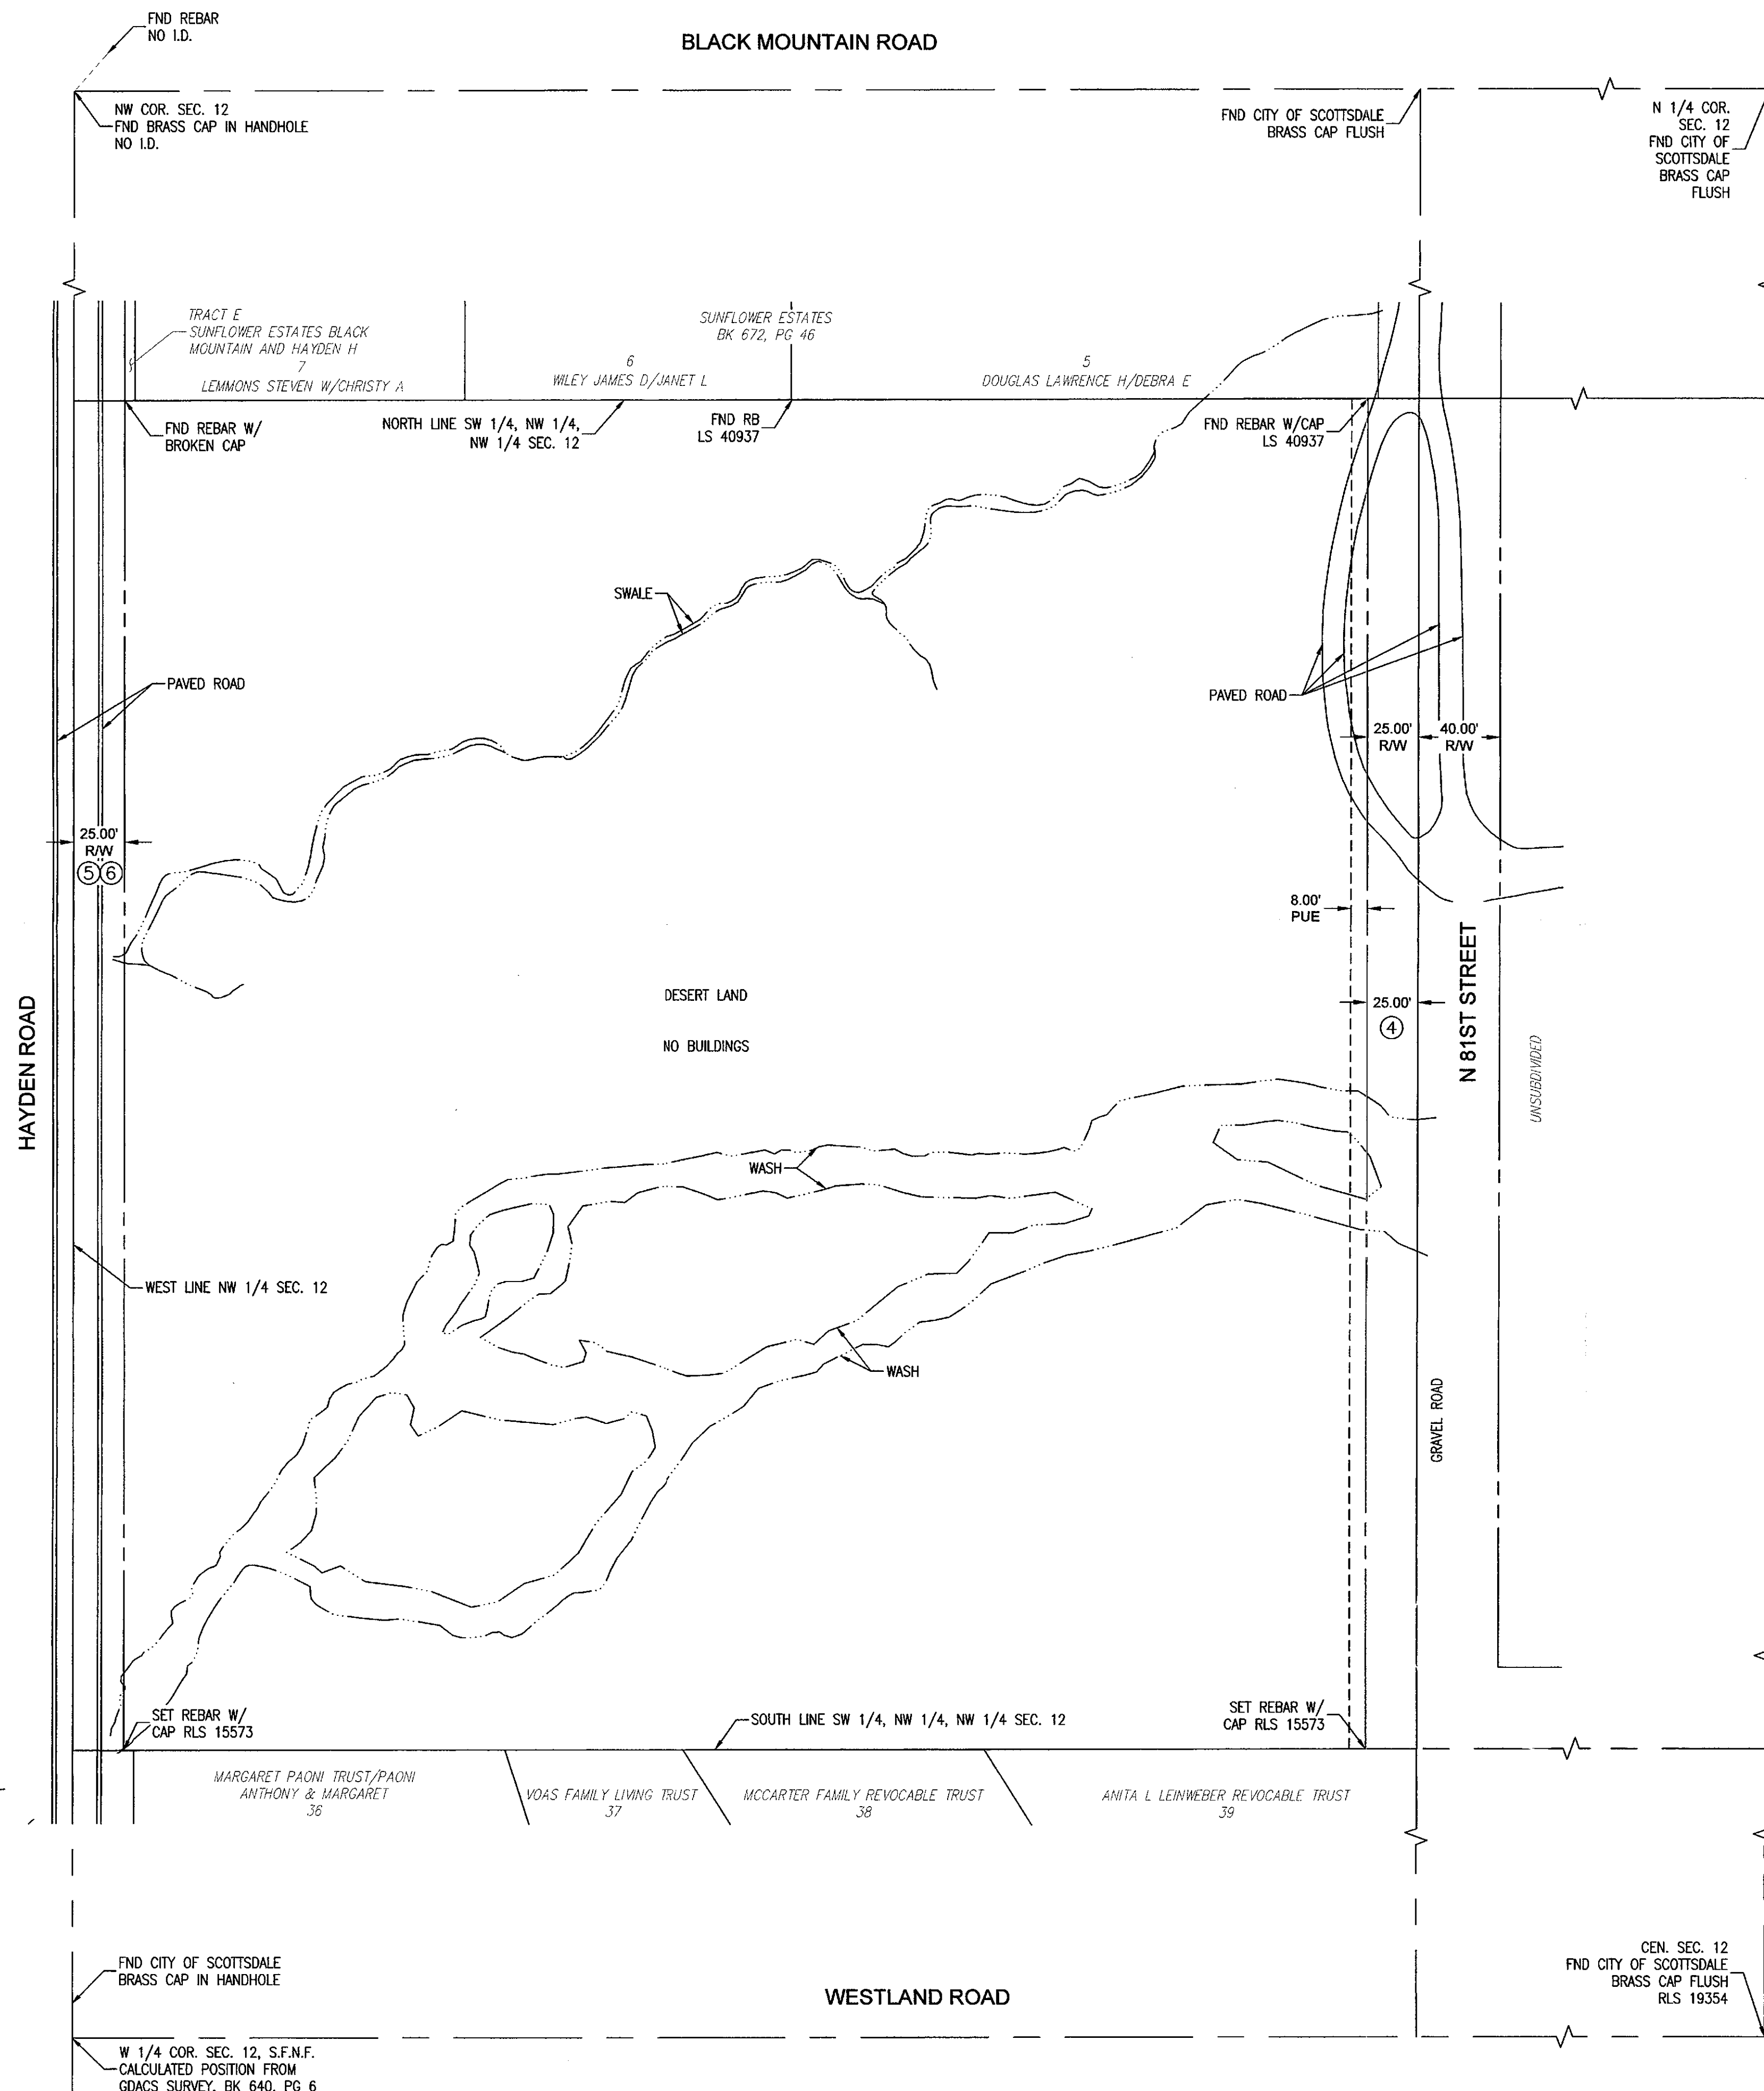 FND REBAR
NO I.D.
BLACK MOUNTAIN ROAD
NW COR. SEC. 12
FND BRASS CAP IN HANDHOLE
NO I.D.
FND CITY OF SCOTTSDALE
BRASS CAP FLUSH
N 1/4 COR.
SEC. 12
FND CITY OF
SCOTTSDALE
BRASS CAP
FLUSH
TRACT E
SUNFLOWER ESTATES BLACK
MOUNTAIN AND HAYDEN H
7
LEMMONS STEVEN W/CHRISTY A
SUNFLOWER ESTATES
BK 672, PG 46
6
WILEY JAMES D/JANET L
5
DOUGLAS LAWRENCE H/DEBRA E
FND REBAR W/
BROKEN CAP
NORTH LINE SW 1/4, NW 1/4,
NW 1/4 SEC. 12
FND RB
LS 40937
FND REBAR W/CAP
LS 40937
SWALE
PAVED ROAD
PAVED ROAD
25.00'
R/W
40.00'
R/W
25.00'
R/W
5 6
8.00'
PUE
HAYDEN ROAD
DESERT LAND
NO BUILDINGS
25.00'
4
N 81ST STREET
UNSUBDIVIDED
WASH
WEST LINE NW 1/4 SEC. 12
WASH
GRAVEL ROAD
SET REBAR W/
CAP RLS 15573
SOUTH LINE SW 1/4, NW 1/4, NW 1/4 SEC. 12
SET REBAR W/
CAP RLS 15573
MARGARET PAONI TRUST/PAONI
ANTHONY & MARGARET
36
VOAS FAMILY LIVING TRUST
37
MCCARTER FAMILY REVOCABLE TRUST
38
ANITA L LEINWEBER REVOCABLE TRUST
39
FND CITY OF SCOTTSDALE
BRASS CAP IN HANDHOLE
WESTLAND ROAD
CEN. SEC. 12
FND CITY OF SCOTTSDALE
BRASS CAP FLUSH
RLS 19354
W 1/4 COR. SEC. 12, S.F.N.F.
CALCULATED POSITION FROM
GDACS SURVEY, BK 640, PG 6